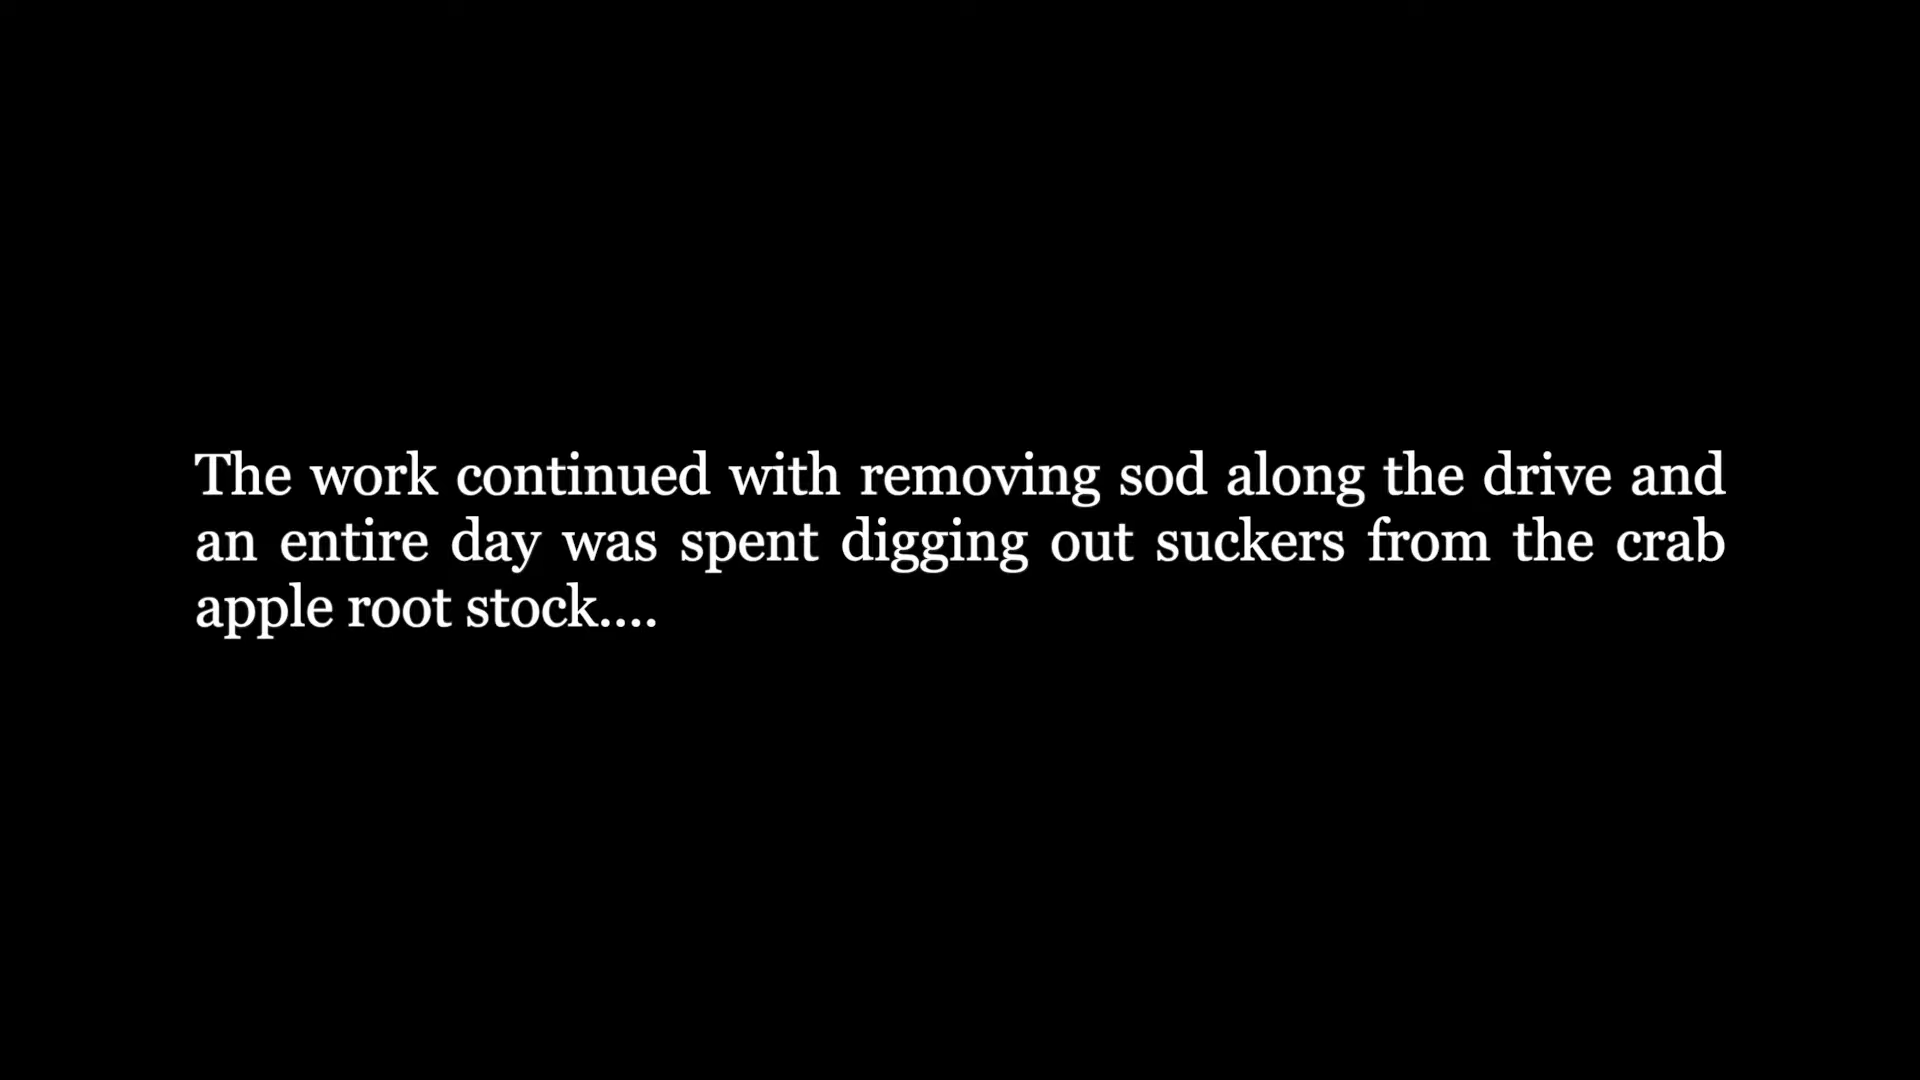 The work continued with removing sod along the drive and
an entire day was spent digging out suckers from the crab
apple root stock....